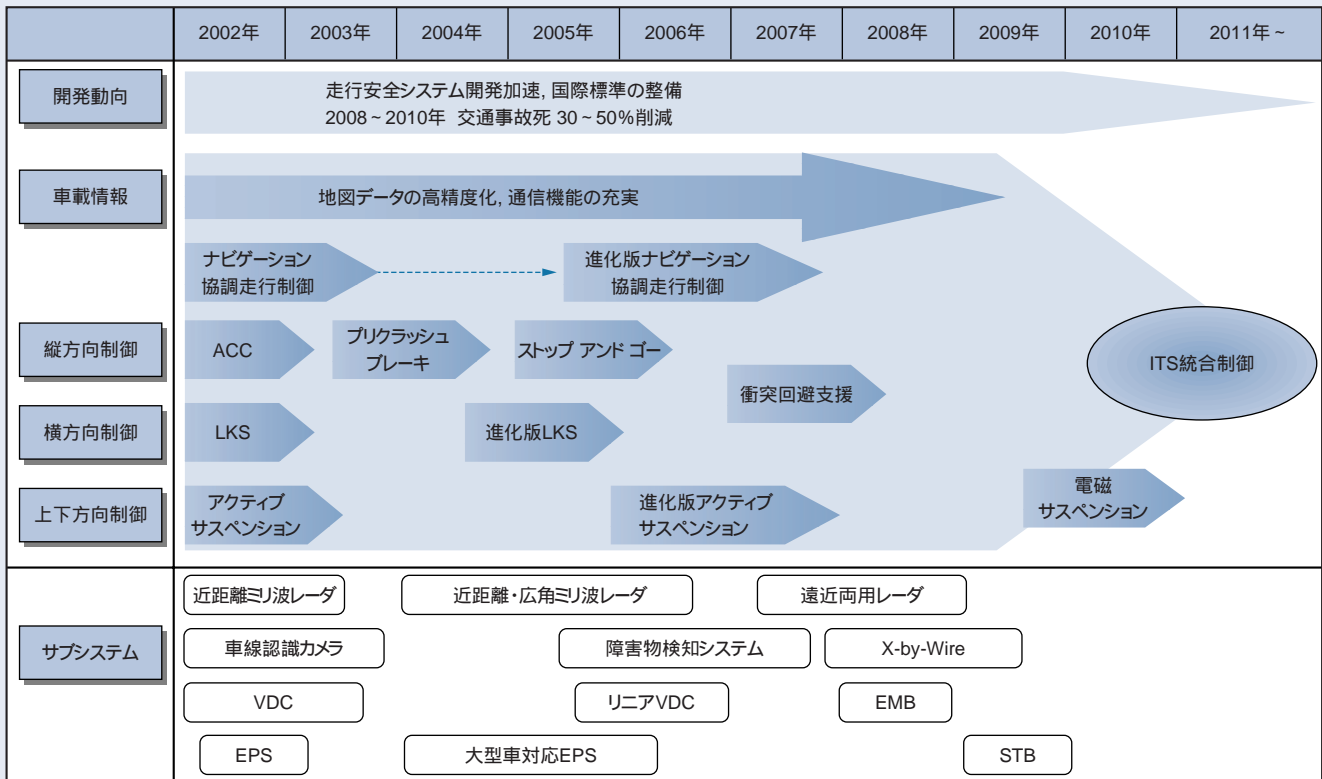 2002年 2003年 2004年 2005年 2006年 2007年 2008年 2009年 2010年 2011年 ~
開発動向
走行安全システム開発加速, 国際標準の整備
2008~2010年 交通事故死 30~50%削減
車載情報
地図データの高精度化, 通信機能の充実
ナビゲーション
協調走行制御
進化版ナビゲーション
協調走行制御
縦方向制御
ACC
プリクラッシュ
ブレーキ
ストップ アンド ゴー
衝突回避支援
ITS統合制御
横方向制御
LKS
進化版LKS
上下方向制御
アクティブ
サスペンション
進化版アクティブ
サスペンション
電磁
サスペンション
サブシステム
近距離ミリ波レーダ
近距離・広角ミリ波レーダ
遠近両用レーダ
車線認識カメラ
障害物検知システム
X-by-Wire
VDC
リニアVDC
EMB
EPS
大型車対応EPS
STB